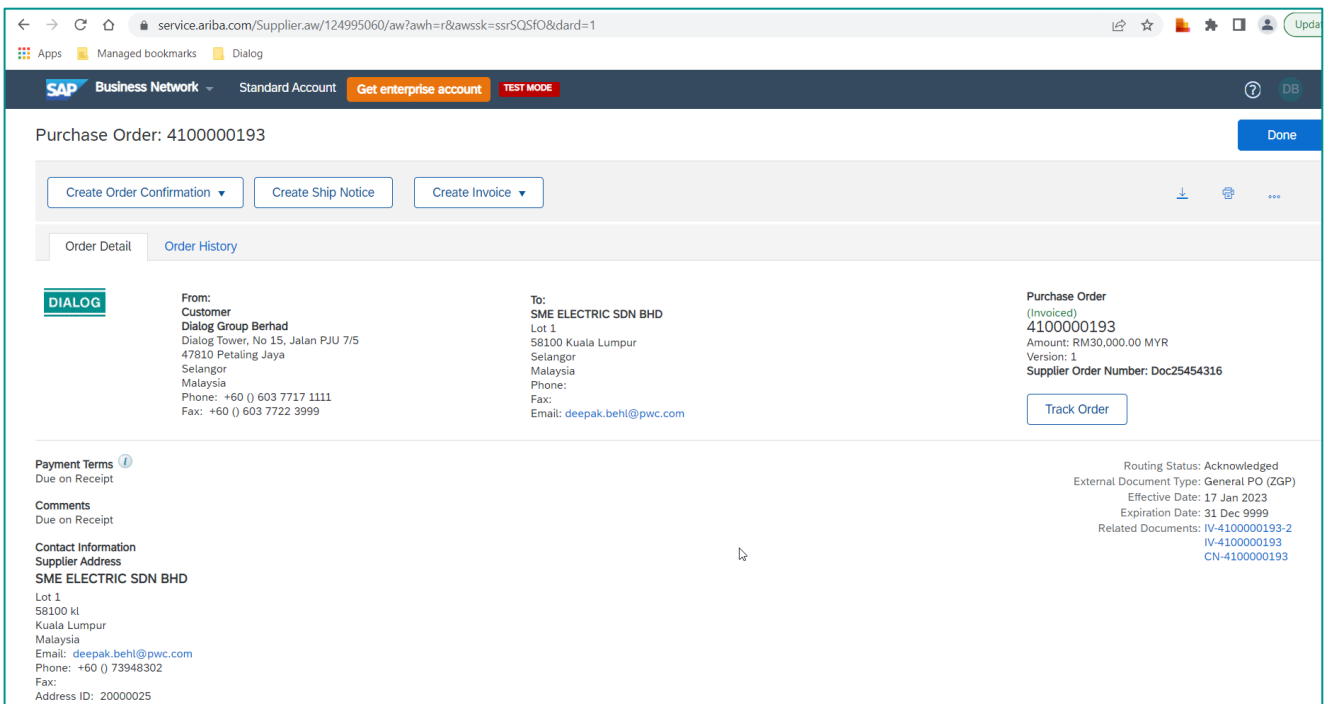 service.ariba.com/Supplier.aw/124995060/aw?awh=r&awssk=ssrSQSfO&dard=1
Apps Managed bookmarks Dialog
SAP Business Network Standard Account Get enterprise account TEST MODE DB
Purchase Order: 4100000193
Done
Create Order Confirmation Create Ship Notice Create Invoice
Order Detail Order History
DIALOG
From:
Customer
Dialog Group Berhad
Dialog Tower, No 15, Jalan PJU 7/5
47810 Petaling Jaya
Selangor
Malaysia
Phone: +60 () 603 7717 1111
Fax: +60 () 603 7722 3999
To:
SME ELECTRIC SDN BHD
Lot 1
58100 Kuala Lumpur
Selangor
Malaysia
Phone:
Fax:
Email: deepak.behl@pwc.com
Purchase Order
(Invoiced)
4100000193
Amount: RM30,000.00 MYR
Version: 1
Supplier Order Number: Doc25454316
Track Order
Payment Terms
Due on Receipt
Comments
Due on Receipt
Contact Information
Supplier Address
SME ELECTRIC SDN BHD
Lot 1
58100 kl
Kuala Lumpur
Malaysia
Email: deepak.behl@pwc.com
Phone: +60 () 73948302
Fax:
Address ID: 20000025
Routing Status: Acknowledged
External Document Type: General PO (ZGP)
Effective Date: 17 Jan 2023
Expiration Date: 31 Dec 9999
Related Documents: IV-4100000193-2
IV-4100000193
CN-4100000193